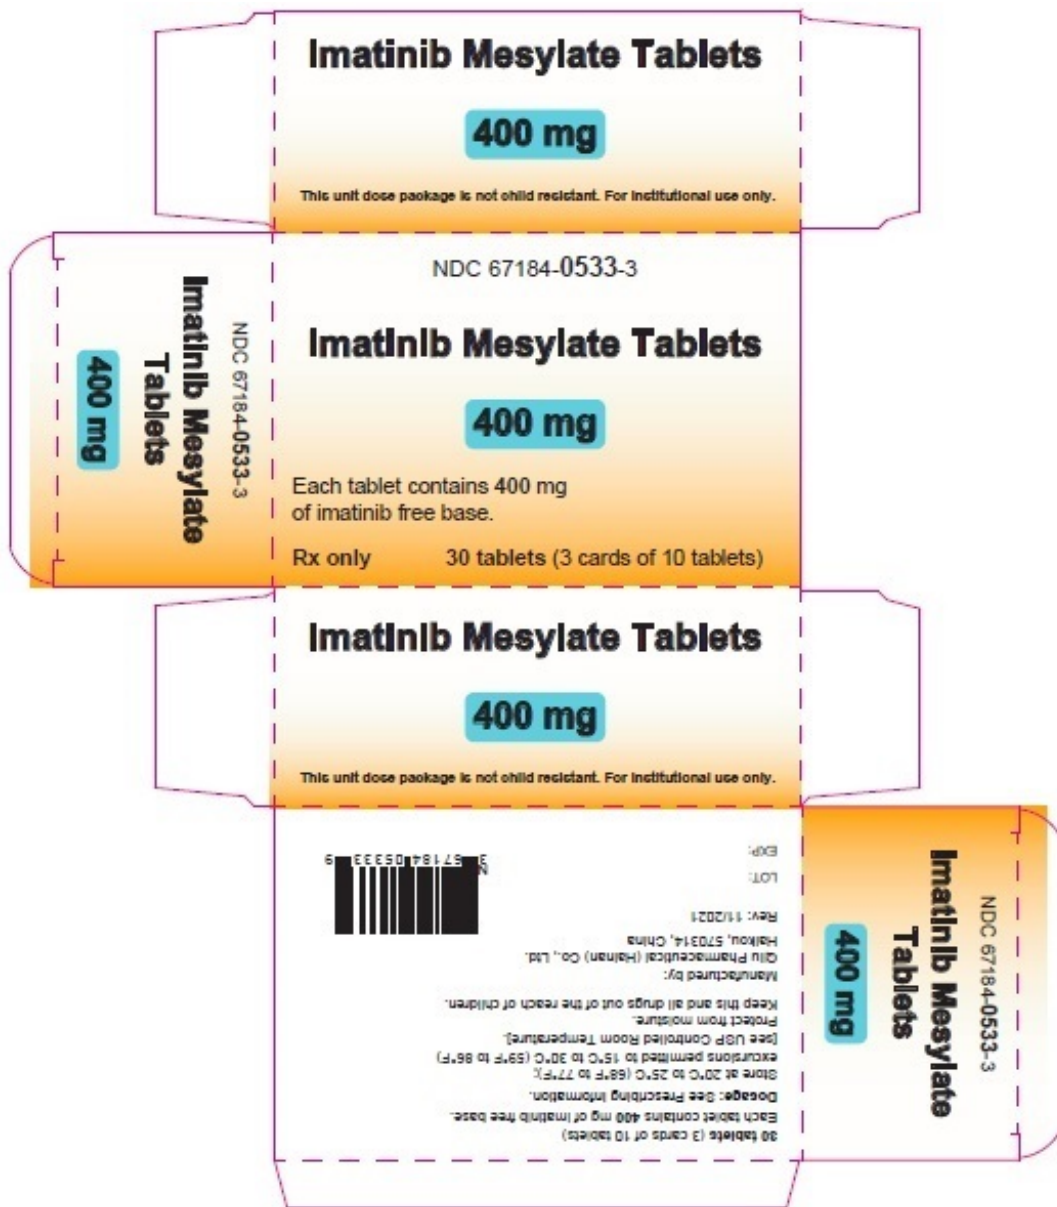 Imatinib Mesylate Tablets
400 mg
This unit dose package is not child resistant. For institutional use only.
NDC 67184-0533-3
Imatinib Mesylate
Tablets
400 mg
NDC 67184-0533-3
Imatinib Mesylate Tablets
400 mg
Each tablet contains 400 mg
of imatinib free base.
Rx only 30 tablets (3 cards of 10 tablets)
Imatinib Mesylate Tablets
400 mg
This unit dose package is not child resistant. For institutional use only.
30 tablets (3 cards of 10 tablets)
Each tablet contains 400 mg of imatinib free base.
Dosage: See Prescribing Information.
Store at 20°C to 25°C (68°F to 77°F);
excursions permitted to 15°C to 30°C (59°F to 86°F)
[see USP Controlled Room Temperature].
Protect from moisture.
Keep this and all drugs out of the reach of children.
Manufactured by:
Qilu Pharmaceutical (Hainan) Co., Ltd.
Haikou, 570314, China
Rev: 11/2021
LOT:
EXP:
N
3 67184 05333 9
NDC 67184-0533-3
Imatinib Mesylate
Tablets
400 mg